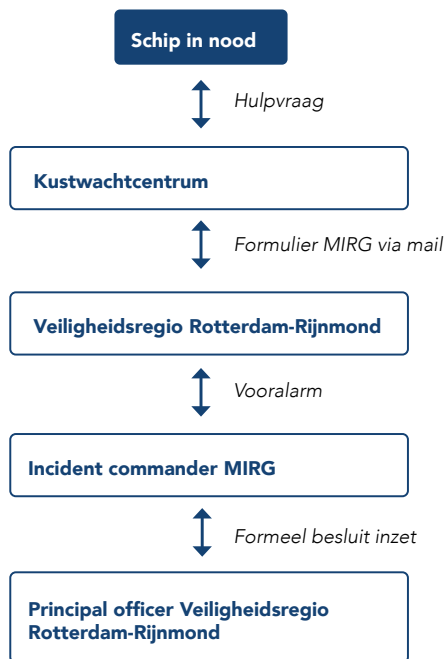 Schip in nood
Hulpvraag
Kustwachtcentrum
Formulier MIRG via mail
Veiligheidsregio Rotterdam-Rijnmond
Vooralarm
Incident commander MIRG
Formeel besluit inzet
Principal officer Veiligheidsregio
Rotterdam-Rijnmond